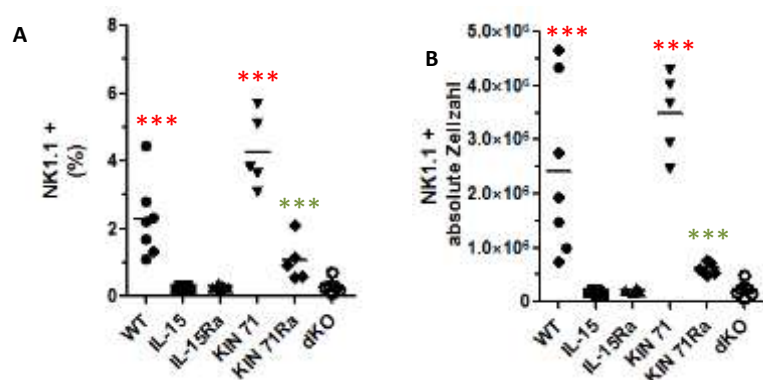 A
NK1.1 +
(%)
8
6
4
2
0
***
***
***
WT
IL-15
IL-15Ra
KIN 71
KIN 71Ra
dKO
B
NK1.1 +
absolute Zellzahl
5.0×10⁶
4.0×10⁶
3.0×10⁶
2.0×10⁶
1.0×10⁶
0
***
***
***
WT
IL-15
IL-15Ra
KIN 71
KIN 71Ra
dKO